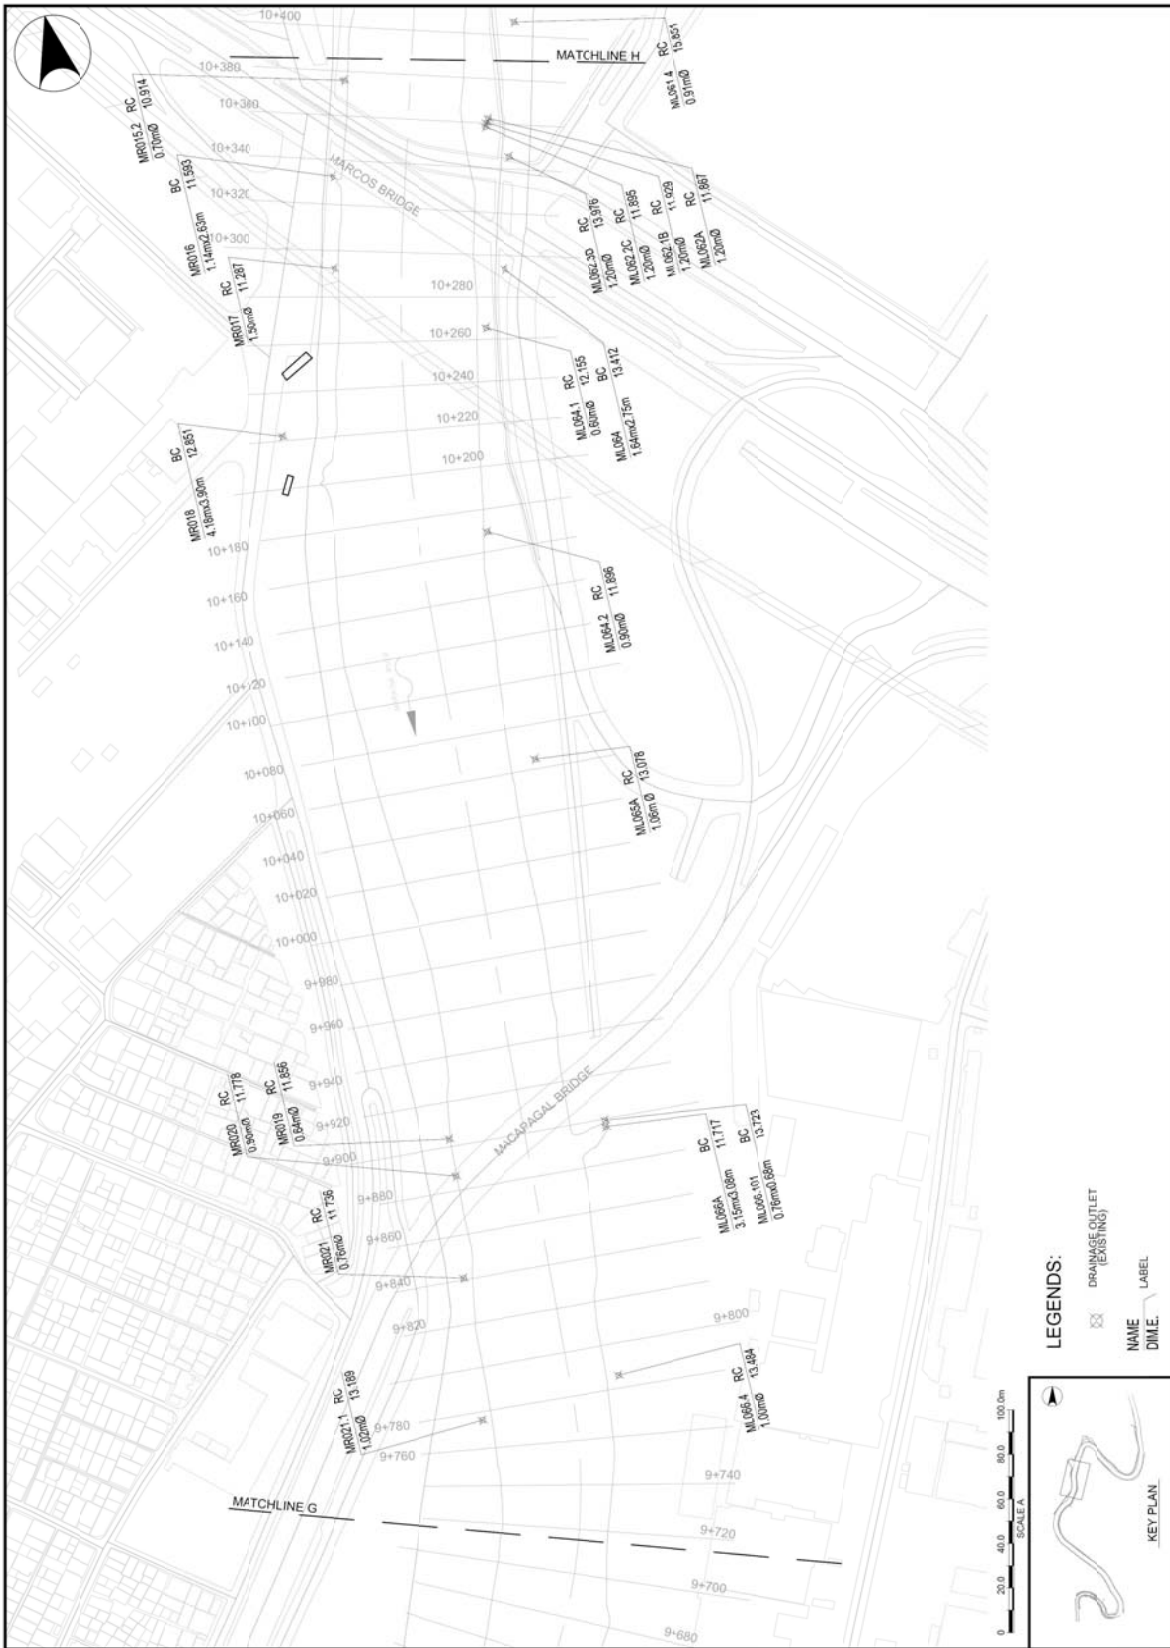 10+400
MATCHLINE H
10+380
10+360
10+340
10+320
10+300
10+280
10+260
10+240
10+220
10+200
10+180
10+160
10+140
10+120
10+100
10+080
10+060
10+040
10+020
10+000
9+980
9+960
9+940
9+920
9+900
9+880
9+860
9+840
9+820
9+800
9+780
9+760
9+740
9+720
9+700
9+680
MARCOS BRIDGE
MACAPAGAL BRIDGE
MATCHLINE G
MR015.2 RC
0.70mØ 10.914
MR016 BC
1.14mx2.63m 11.593
MR017 RC
1.50mØ 11.287
MR018 BC
4.18mx3.90m 12.851
MR019 RC
0.64mØ 11.856
MR020 RC
0.90mØ 11.778
MR021 RC
0.76mØ 11.736
MR021.1 RC
1.02mØ 13.189
ML061.4 RC
0.91mØ 15.851
ML062A RC
1.20mØ 11.867
ML062.1B RC
1.20mØ 11.929
ML062.2C RC
1.20mØ 11.895
ML062.3D RC
1.20mØ 13.976
ML064 BC
1.64mx2.75m 13.412
ML064.1 RC
0.60mØ 12.155
ML064.2 RC
0.90mØ 11.896
ML065A RC
1.06m Ø 13.078
ML066A BC
3.15mx3.08m 11.717
ML066.101 BC
0.76mx0.68m 13.723
ML066.4 RC
1.00mØ 13.484
LEGENDS:
DRAINAGE OUTLET
(EXISTING)
NAME
DIM.E.
LABEL
0 20.0 40.0 60.0 80.0 100.0m
SCALE A
KEY PLAN